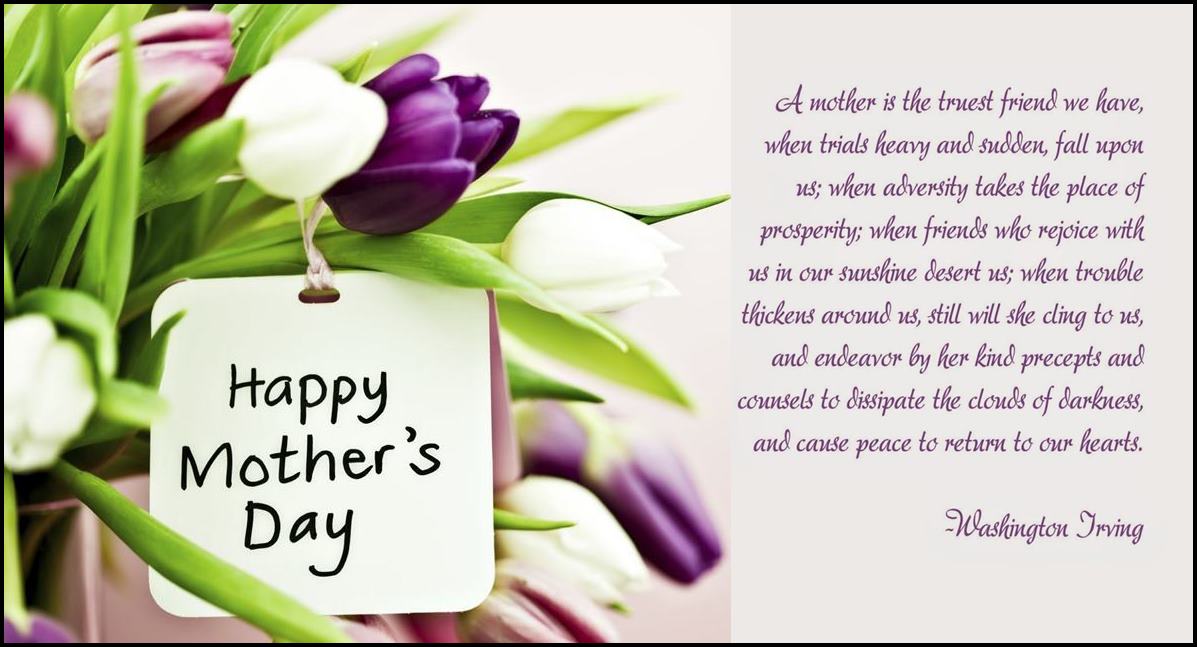 Happy
Mother's
Day
A mother is the truest friend we have,
when trials heavy and sudden, fall upon
us; when adversity takes the place of
prosperity; when friends who rejoice with
us in our sunshine desert us; when trouble
thickens around us, still will she cling to us,
and endeavor by her kind precepts and
counsels to dissipate the clouds of darkness,
and cause peace to return to our hearts.
~Washington Irving